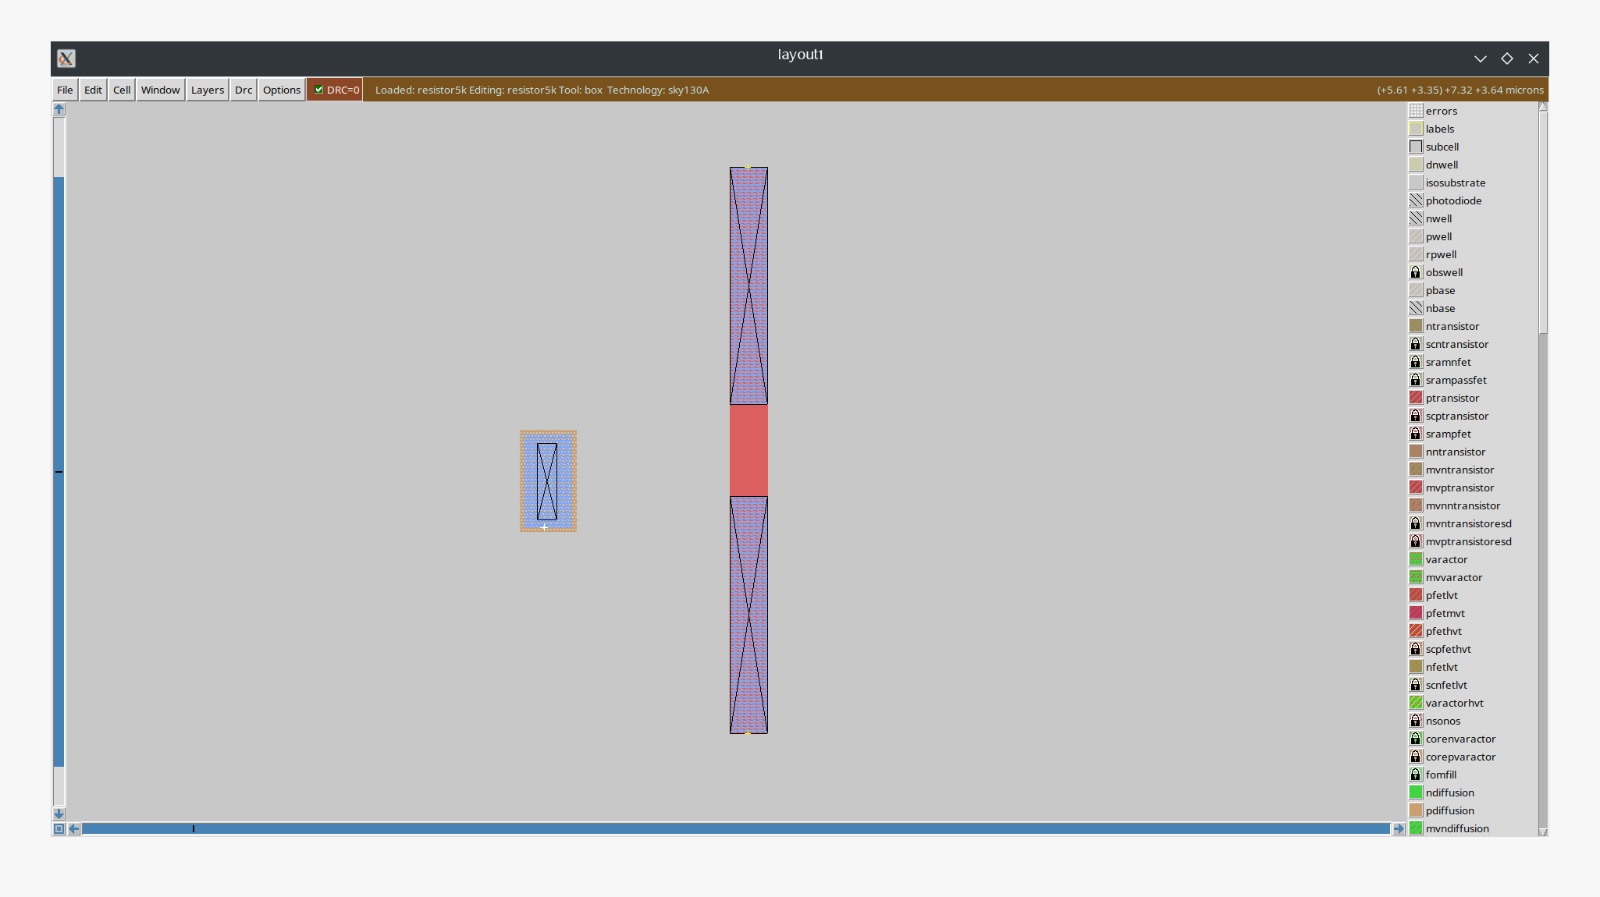 layout1
File Edit Cell Window Layers Drc Options DRC=0 Loaded: resistor5k Editing: resistor5k Tool: box Technology: sky130A (+5.61 +3.35) +7.32 +3.64 microns
errors
labels
subcell
dnwell
isosubstrate
photodiode
nwell
pwell
rpwell
obswell
pbase
nbase
ntransistor
scntransistor
sramnfet
srampassfet
ptransistor
scptransistor
srampfet
nntransistor
mvntransistor
mvptransistor
mvnntransistor
mvntransistoresd
mvptransistoresd
varactor
mvvaractor
pfetlvt
pfetmvt
pfethvt
scpfethvt
nfetlvt
scnfetlvt
varactorhvt
nsonos
corenvaractor
corepvaractor
fomfill
ndiffusion
pdiffusion
mvndiffusion